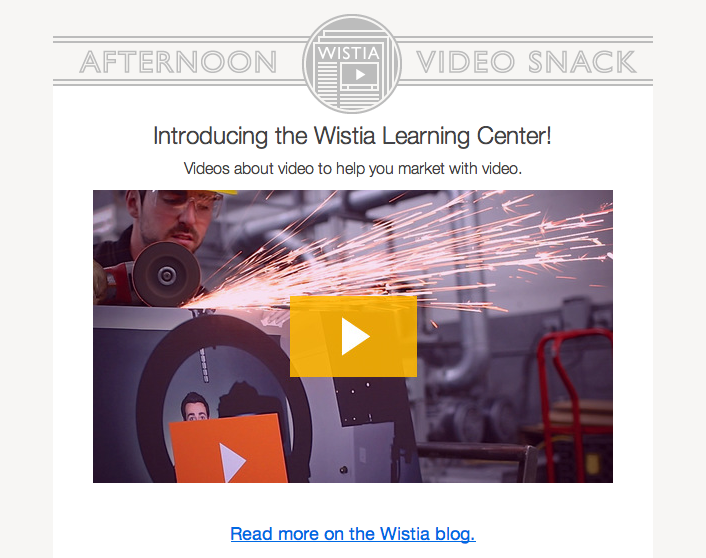 AFTERNOON WISTIA VIDEO SNACK
Introducing the Wistia Learning Center!
Videos about video to help you market with video.
Read more on the Wistia blog.